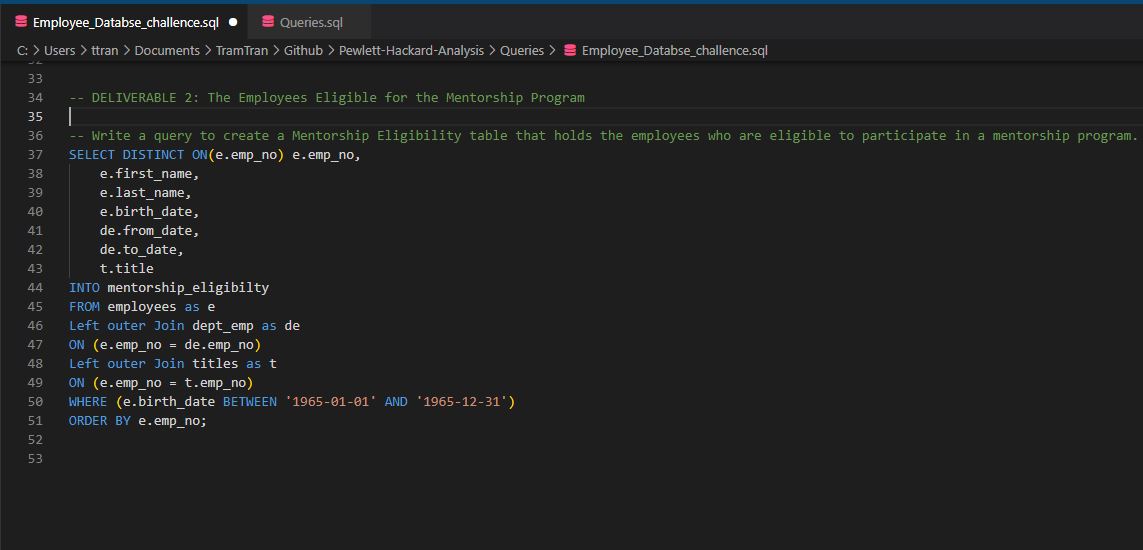 Employee_Databse_challence.sql ● Queries.sql
C: > Users > ttran > Documents > TramTran > Github > Pewlett-Hackard-Analysis > Queries > Employee_Databse_challence.sql
32
33
34 -- DELIVERABLE 2: The Employees Eligible for the Mentorship Program
35
36 -- Write a query to create a Mentorship Eligibility table that holds the employees who are eligible to participate in a mentorship program.
37 SELECT DISTINCT ON(e.emp_no) e.emp_no,
38 e.first_name,
39 e.last_name,
40 e.birth_date,
41 de.from_date,
42 de.to_date,
43 t.title
44 INTO mentorship_eligibilty
45 FROM employees as e
46 Left outer Join dept_emp as de
47 ON (e.emp_no = de.emp_no)
48 Left outer Join titles as t
49 ON (e.emp_no = t.emp_no)
50 WHERE (e.birth_date BETWEEN '1965-01-01' AND '1965-12-31')
51 ORDER BY e.emp_no;
52
53